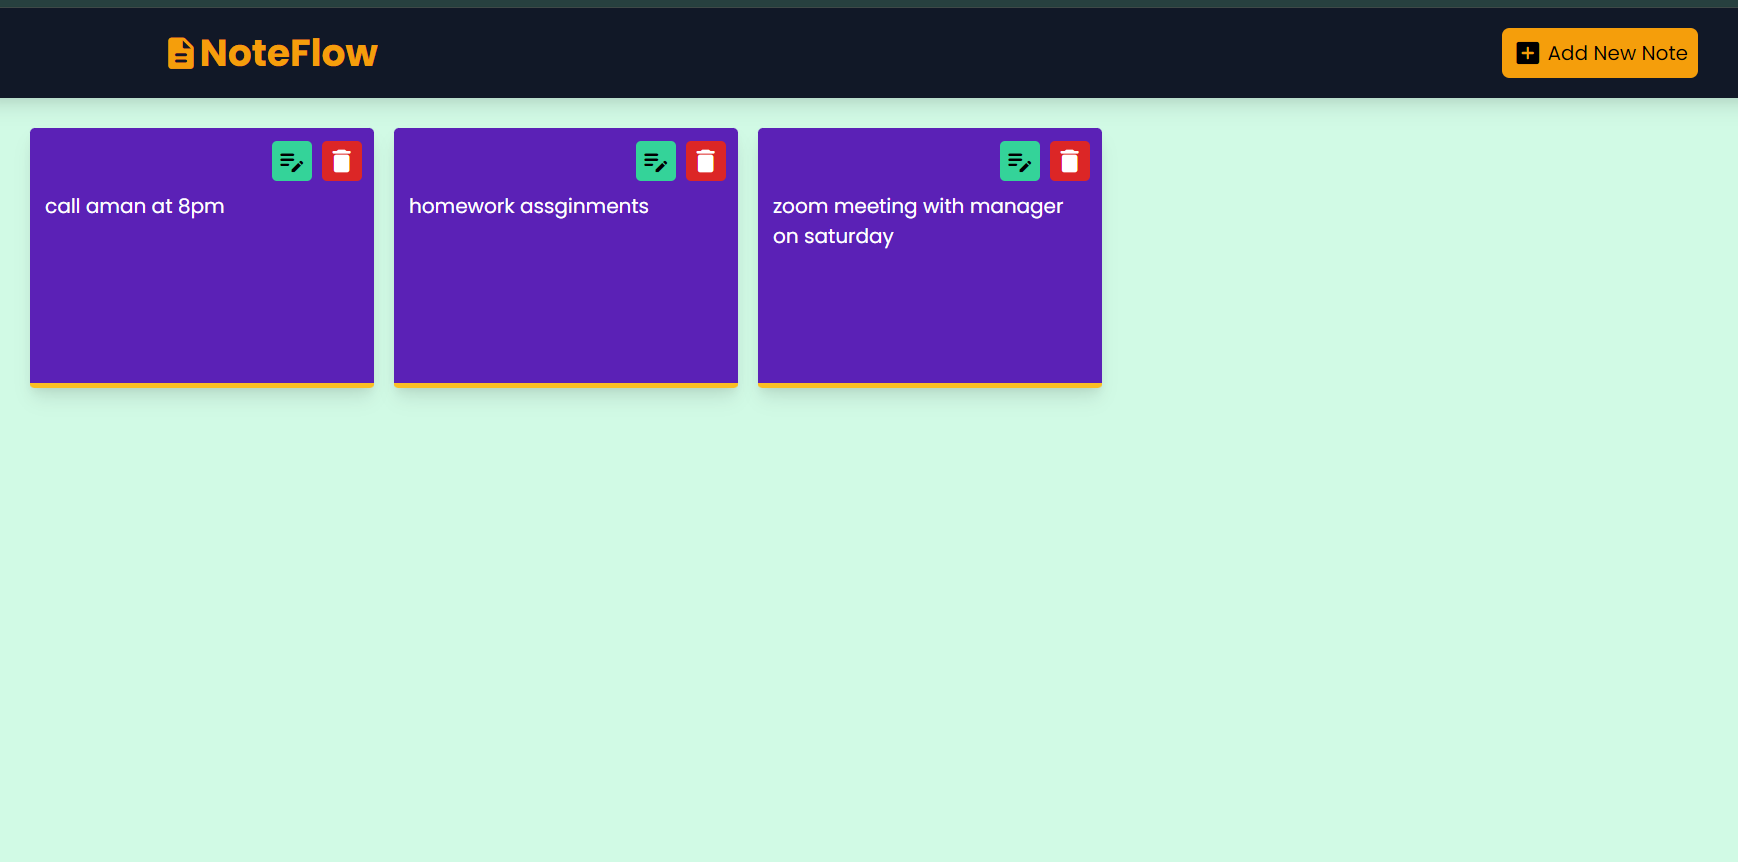 NoteFlow
Add New Note
call aman at 8pm
homework assginments
zoom meeting with manager
on saturday